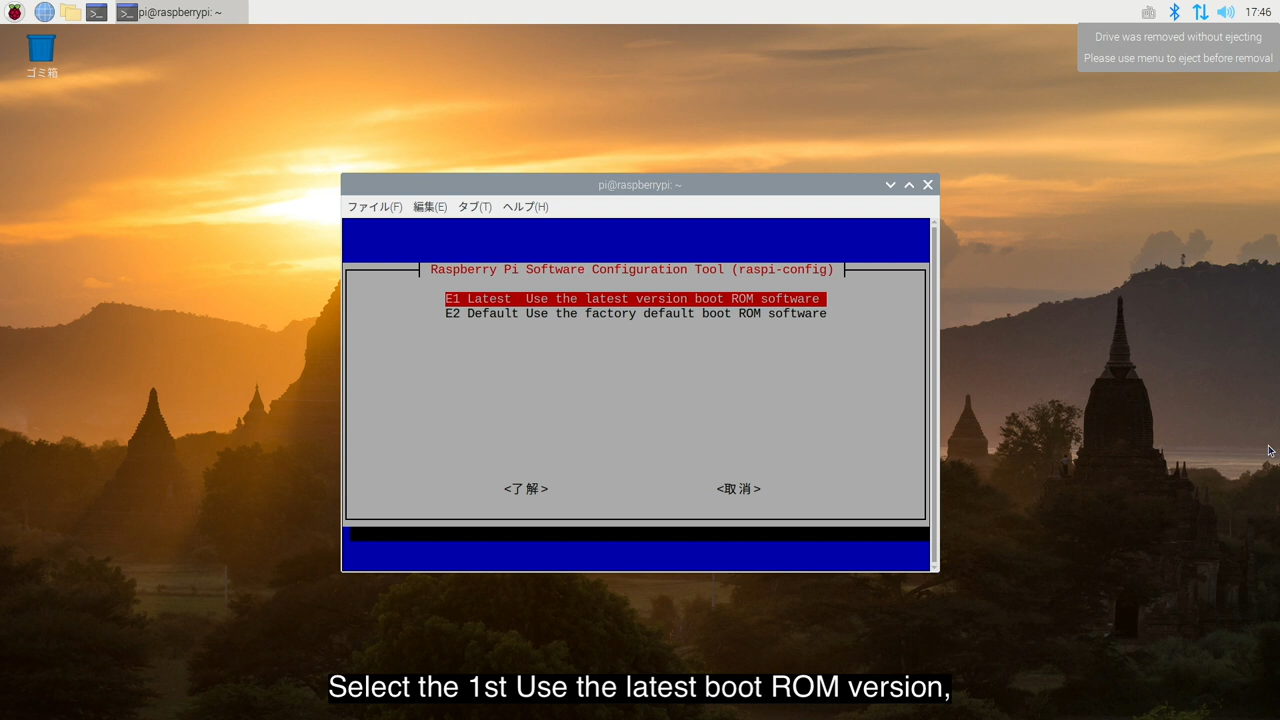 pi@raspberrypi: ~
17:46
Drive was removed without ejecting
Please use menu to eject before removal
ゴミ箱
pi@raspberrypi: ~
ファイル(F) 編集(E) タブ(T) ヘルプ(H)
Raspberry Pi Software Configuration Tool (raspi-config)
E1 Latest  Use the latest version boot ROM software
E2 Default Use the factory default boot ROM software
<了解> <取消>
Select the 1st Use the latest boot ROM version,